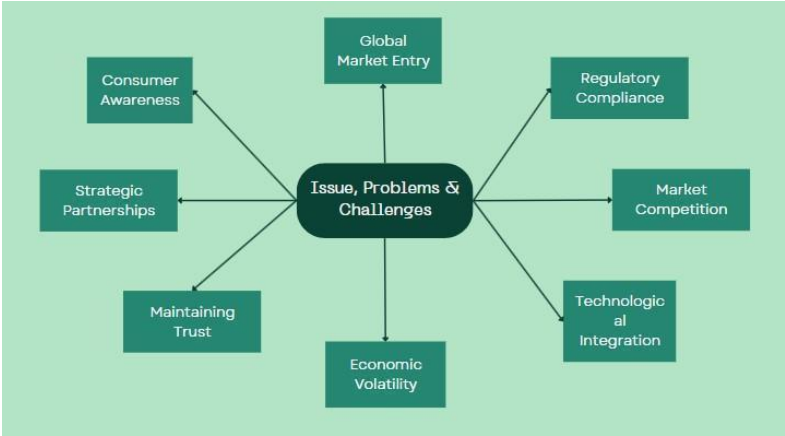 Global
Market Entry
Consumer
Awareness
Regulatory
Compliance
Issue, Problems &
Challenges
Strategic
Partnerships
Market
Competition
Maintaining
Trust
Technologic
al
Integration
Economic
Volatility